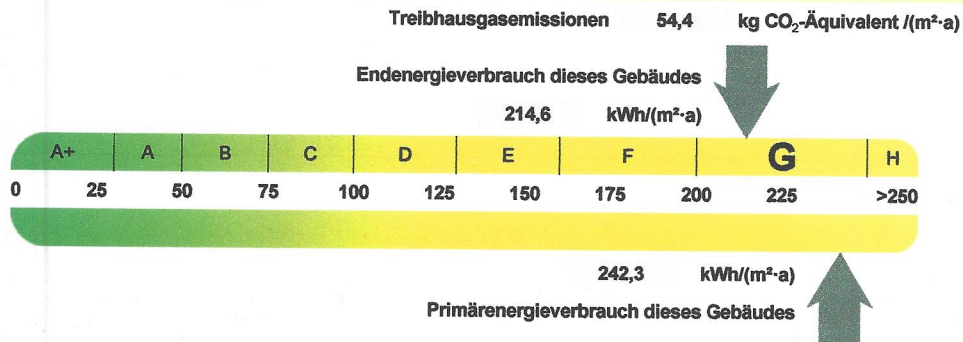 Treibhausgasemissionen 54,4 kg CO₂-Äquivalent /(m²·a)
Endenergieverbrauch dieses Gebäudes
214,6 kWh/(m²·a)
A+ A B C D E F G H
0 25 50 75 100 125 150 175 200 225 >250
242,3 kWh/(m²·a)
Primärenergieverbrauch dieses Gebäudes